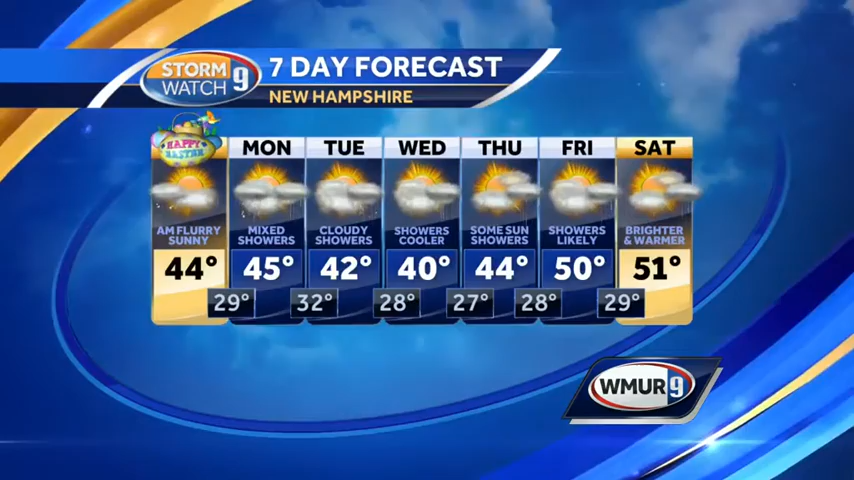 STORM
WATCH 9
7 DAY FORECAST
NEW HAMPSHIRE
HAPPY
EASTER
MON TUE WED THU FRI SAT
AM FLURRY
SUNNY
MIXED
SHOWERS
CLOUDY
SHOWERS
SHOWERS
COOLER
SOME SUN
SHOWERS
SHOWERS
LIKELY
BRIGHTER
& WARMER
44° 45° 42° 40° 44° 50° 51°
29° 32° 28° 27° 28° 29°
WMUR 9